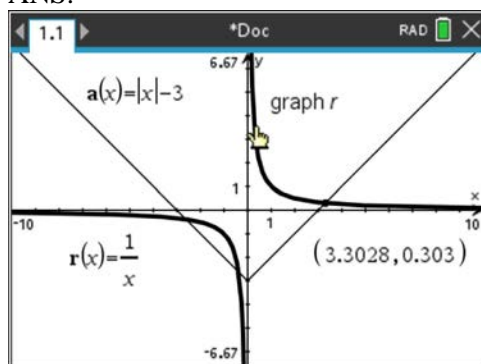 ANS:
1.1 *Doc RAD
6.67 y
a(x)=|x|-3
graph r
1
x
-10 1 10
r(x)=1/x
(3.3028,0.303)
-6.67